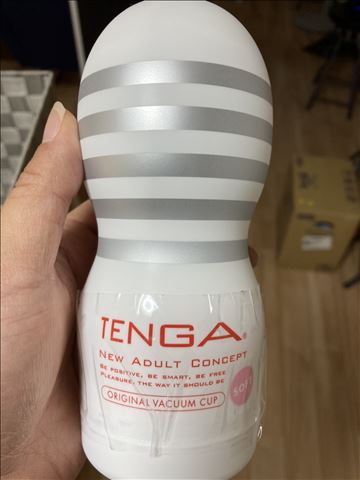 TENGA®
NEW ADULT CONCEPT
BE POSITIVE, BE SMART, BE FREE
PLEASURE, THE WAY IT SHOULD BE
ORIGINAL VACUUM CUP
SOFT